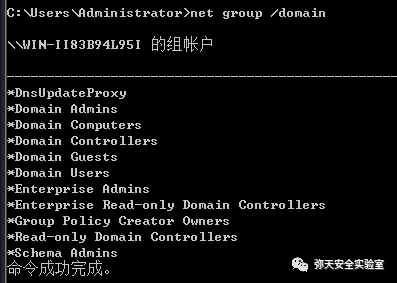 C:\Users\Administrator>net group /domain
\\WIN-II83B94L95I 的组帐户
-------------------------------------------------
*DnsUpdateProxy
*Domain Admins
*Domain Computers
*Domain Controllers
*Domain Guests
*Domain Users
*Enterprise Admins
*Enterprise Read-only Domain Controllers
*Group Policy Creator Owners
*Read-only Domain Controllers
*Schema Admins
命令成功完成。
弥天安全实验室